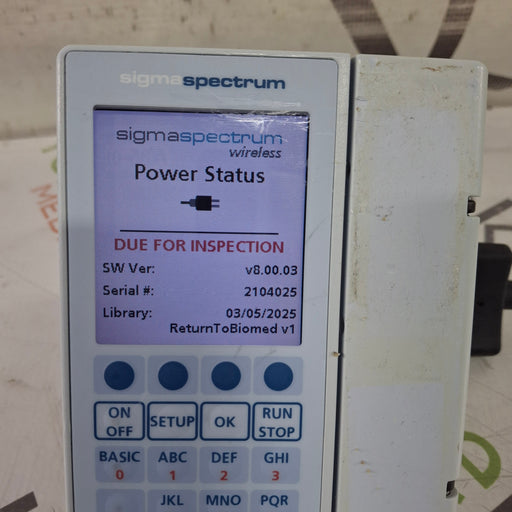 sigmaspectrum
sigmaspectrum
wireless
Power Status
DUE FOR INSPECTION
SW Ver: v8.00.03
Serial #: 2104025
Library: 03/05/2025
ReturnToBiomed v1
ON OFF
SETUP
OK
RUN STOP
BASIC 0
ABC 1
DEF 2
GHI 3
JKL
MNO
PQR